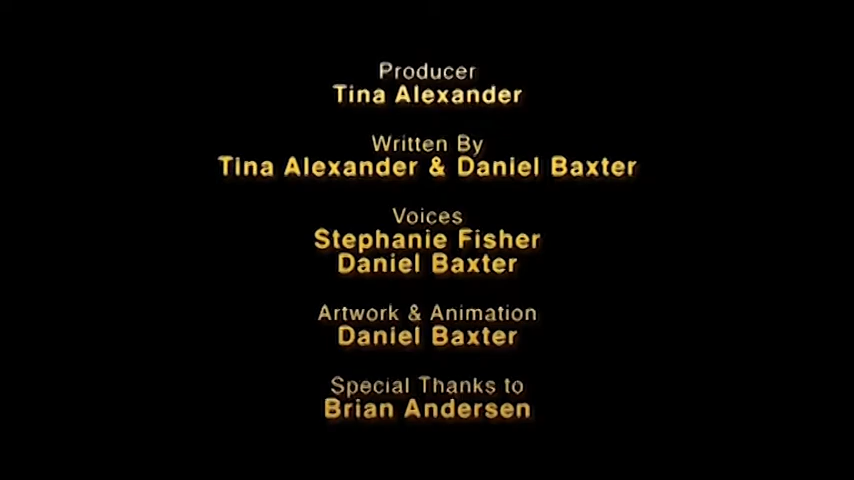 Producer
Tina Alexander
Written By
Tina Alexander & Daniel Baxter
Voices
Stephanie Fisher
Daniel Baxter
Artwork & Animation
Daniel Baxter
Special Thanks to
Brian Andersen